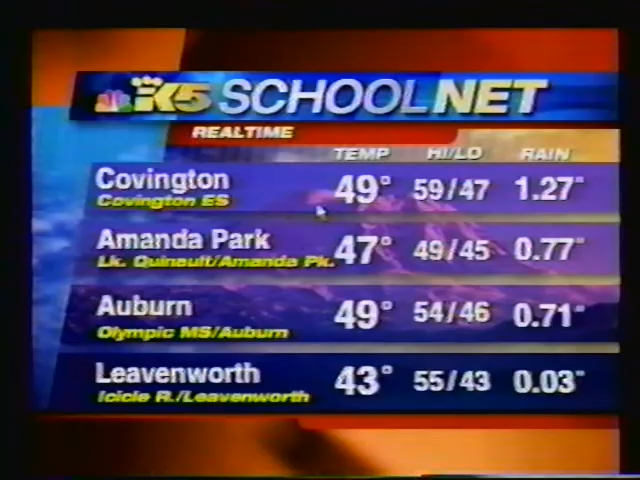 K5 SCHOOLNET
REALTIME
TEMP HI/LO RAIN
Covington 49° 59/47 1.27"
Covington ES
Amanda Park 47° 49/45 0.77"
Lk. Quinault/Amanda Pk.
Auburn 49° 54/46 0.71"
Olympic MS/Auburn
Leavenworth 43° 55/43 0.03"
Icicle R./Leavenworth